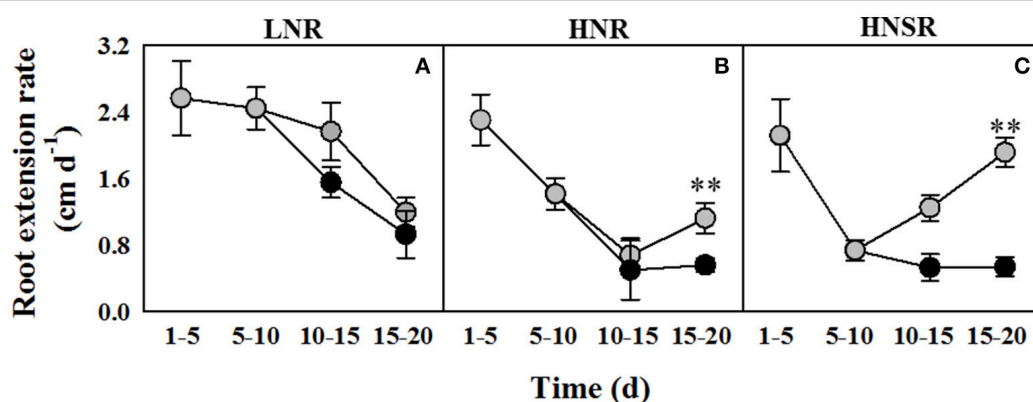 LNR HNR HNSR
A B C
Root extension rate
(cm d⁻¹)
3.2
2.4
1.6
0.8
0.0
** **
1-5 5-10 10-15 15-20 1-5 5-10 10-15 15-20 1-5 5-10 10-15 15-20
Time (d)